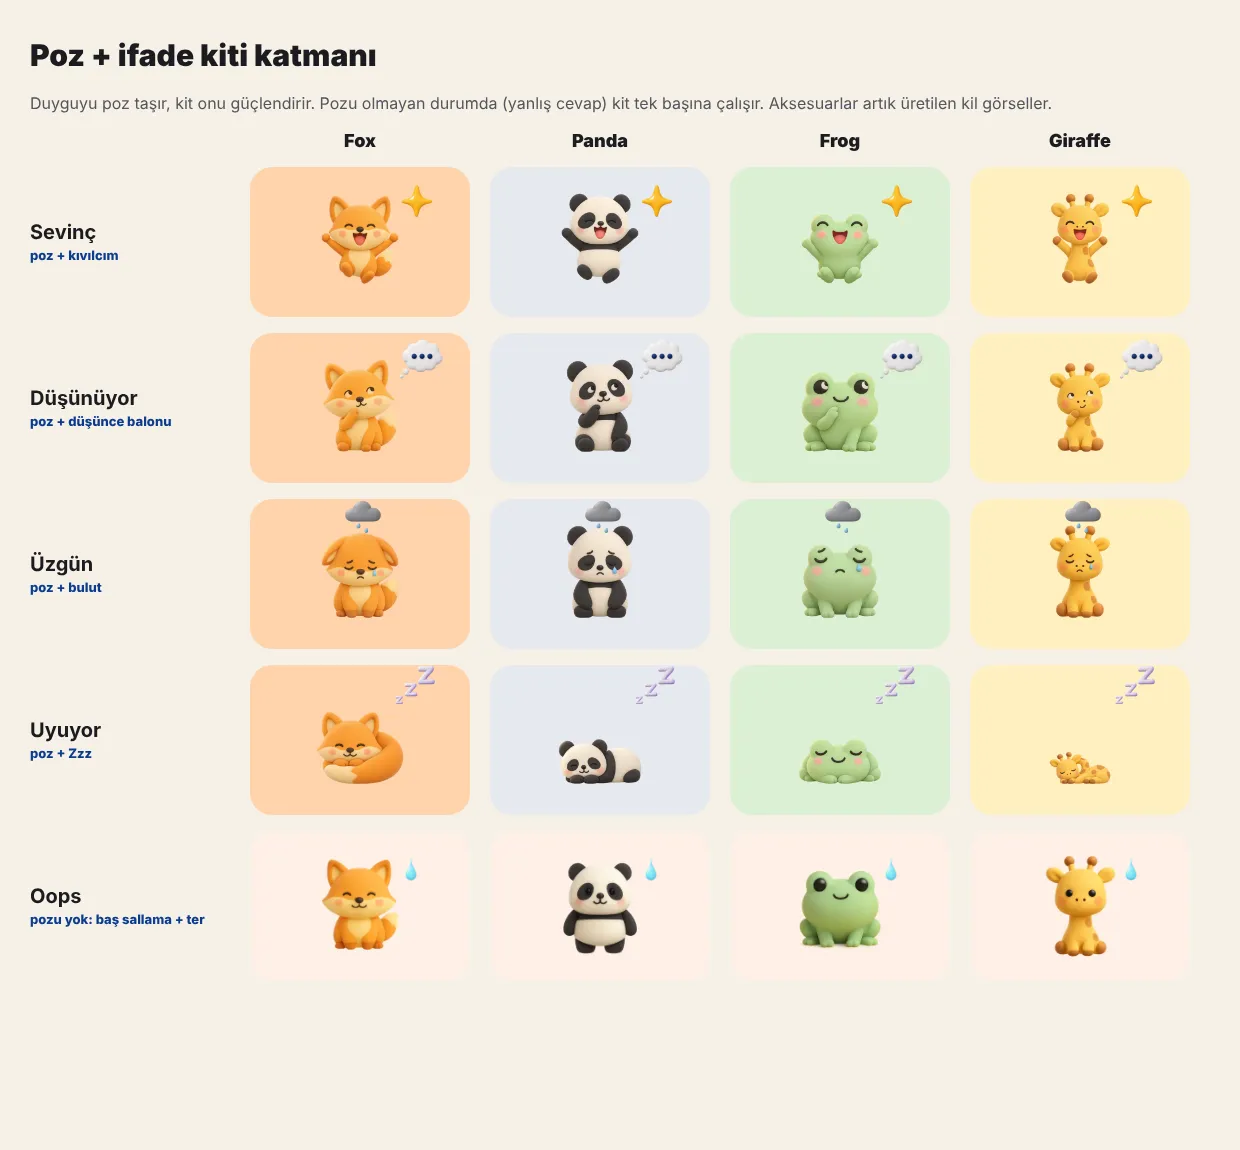 Poz + ifade kiti katmanı
Duyguyu poz taşır, kit onu güçlendirir. Pozu olmayan durumda (yanlış cevap) kit tek başına çalışır. Aksesuarlar artık üretilen kil görseller.
Fox Panda Frog Giraffe
Sevinç
poz + kıvılcım
Düşünüyor
poz + düşünce balonu
Üzgün
poz + bulut
Uyuyor
poz + Zzz
z z Z z z Z z z Z z z Z
Oops
pozu yok: baş sallama + ter